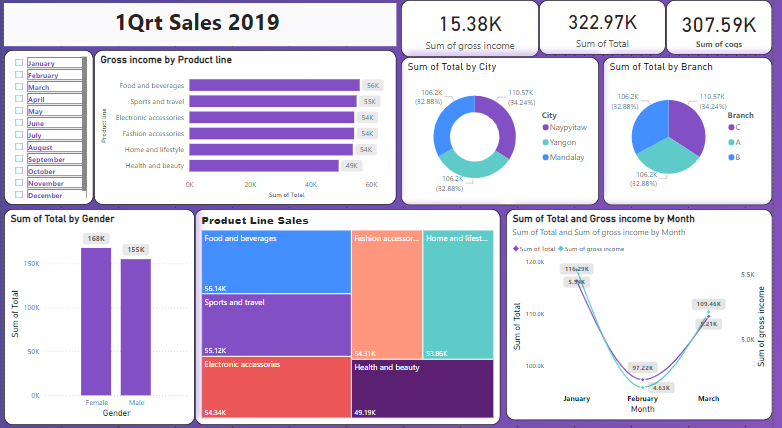 1Qrt Sales 2019
15.38K
Sum of gross income
322.97K
Sum of Total
307.59K
Sum of cogs
January
February
March
April
May
June
July
August
September
October
November
December
Gross income by Product line
Product line
Food and beverages
56K
Sports and travel
55K
Electronic accessories
54K
Fashion accessories
54K
Home and lifestyle
54K
Health and beauty
49K
0K
20K
40K
60K
Sum of Total
Sum of Total by City
106.2K
(32.88%)
110.57K
(34.24%)
106.2K
(32.88%)
City
Naypyitaw
Yangon
Mandalay
Sum of Total by Branch
106.2K
(32.88%)
110.57K
(34.24%)
106.2K
(32.88%)
Branch
C
A
B
Sum of Total by Gender
Sum of Total
150K
100K
50K
0K
168K
155K
Female
Male
Gender
Product Line Sales
Food and beverages
56.14K
Sports and travel
55.12K
Electronic accessories
54.34K
Fashion accessor...
54.31K
Home and lifest...
53.86K
Health and beauty
49.19K
Sum of Total and Gross income by Month
Sum of Total and Sum of gross income by Month
Sum of Total
Sum of gross income
Sum of Total
120.0K
110.0K
100.0K
116.29K
97.22K
4.63K
109.46K
5.21K
5.5K
5.0K
Sum of gross income
January
February
March
Month